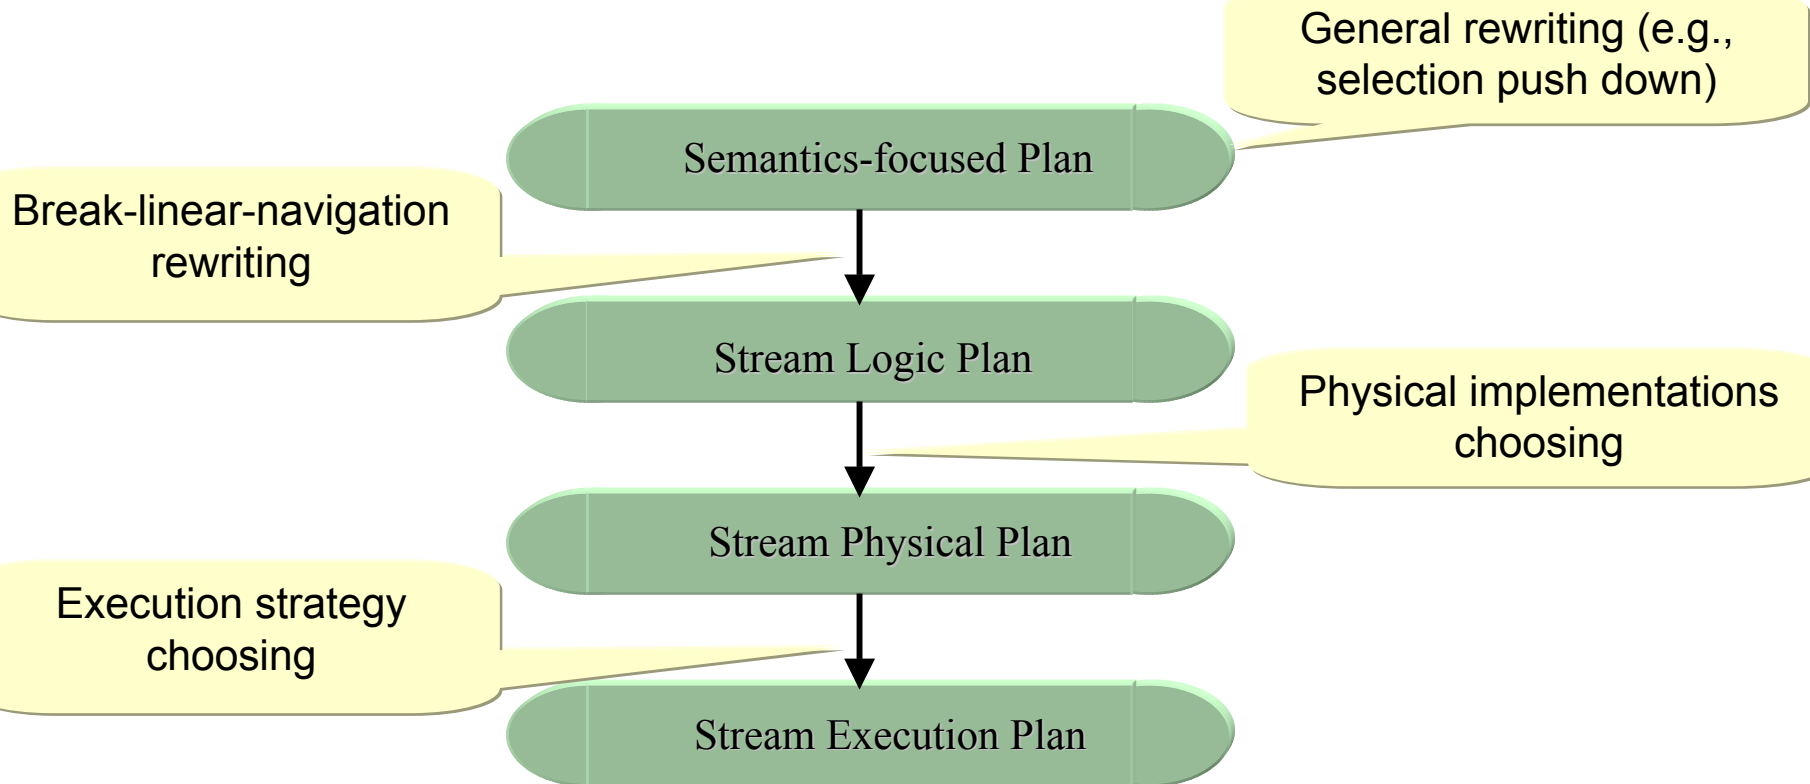 General rewriting (e.g.,
selection push down)
Semantics-focused Plan
Break-linear-navigation
rewriting
Stream Logic Plan
Physical implementations
choosing
Stream Physical Plan
Execution strategy
choosing
Stream Execution Plan